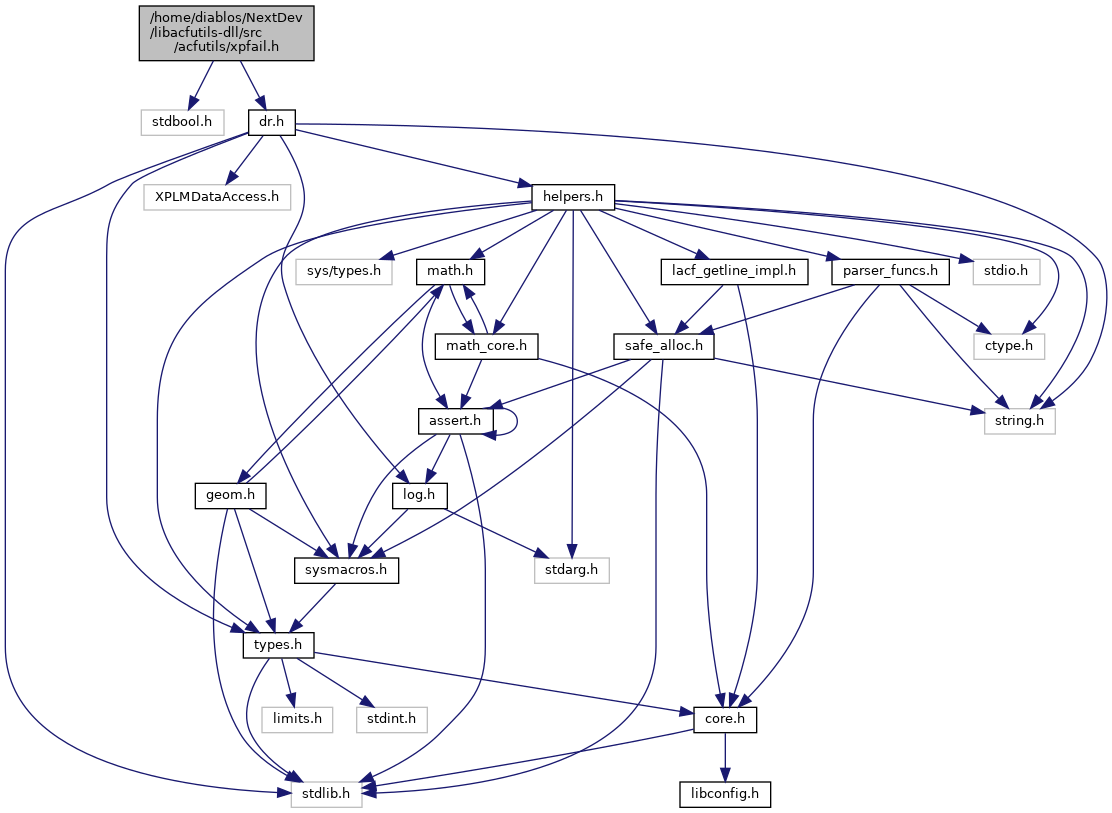 /home/diablos/NextDev
/libacfutils-dll/src
/acfutils/xpfail.h
stdbool.h
dr.h
XPLMDataAccess.h
helpers.h
sys/types.h
math.h
lacf_getline_impl.h
parser_funcs.h
stdio.h
math_core.h
safe_alloc.h
ctype.h
assert.h
string.h
geom.h
log.h
sysmacros.h
stdarg.h
types.h
limits.h
stdint.h
core.h
stdlib.h
libconfig.h